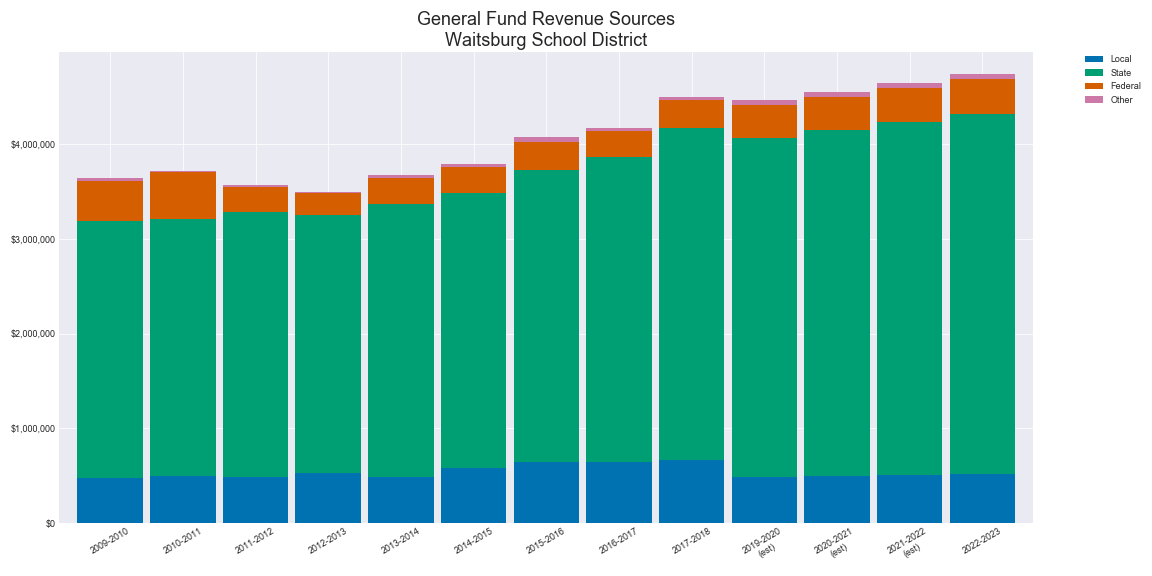 General Fund Revenue Sources
Waitsburg School District
Local
State
Federal
Other
$4,000,000
$3,000,000
$2,000,000
$1,000,000
$0
2009-2010
2010-2011
2011-2012
2012-2013
2013-2014
2014-2015
2015-2016
2016-2017
2017-2018
2019-2020
(est)
2020-2021
(est)
2021-2022
(est)
2022-2023